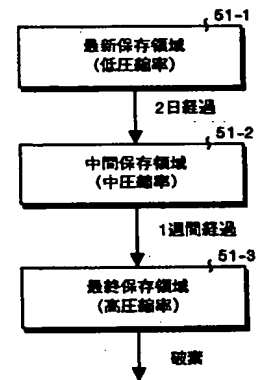 51-1
最新保存領域
(低圧縮率)
2日経過
51-2
中間保存領域
(中圧縮率)
1週間経過
51-3
最終保存領域
(高圧縮率)
破棄